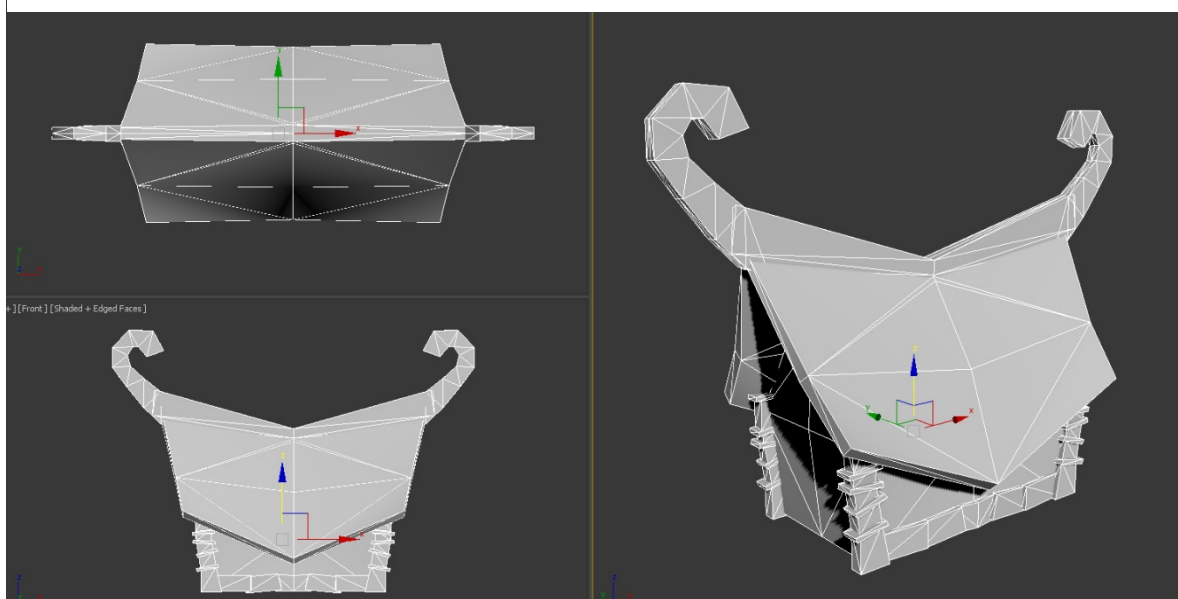 + ] [Front ] [Shaded + Edged Faces ]
y
x
z
x
z
y
x